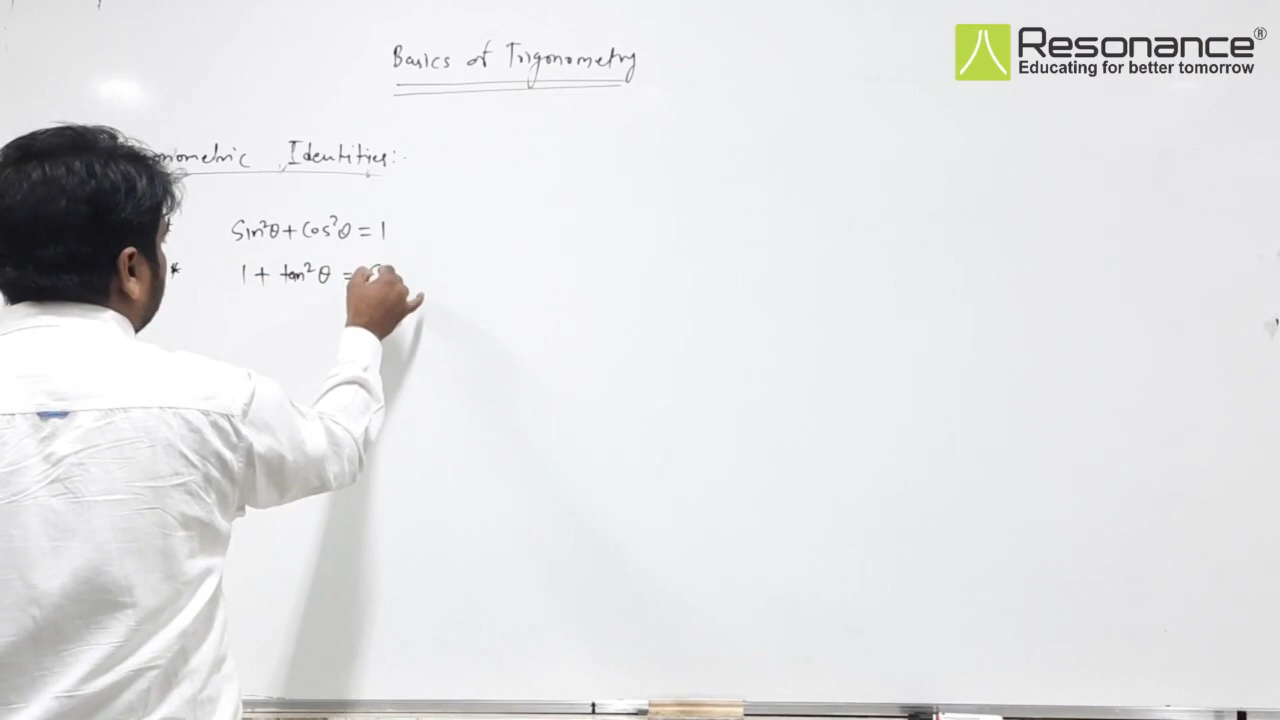 Resonance®
Educating for better tomorrow
Basics of Trigonometry
Identities:
* Sin²θ + Cos²θ = 1
* 1 + tan²θ =